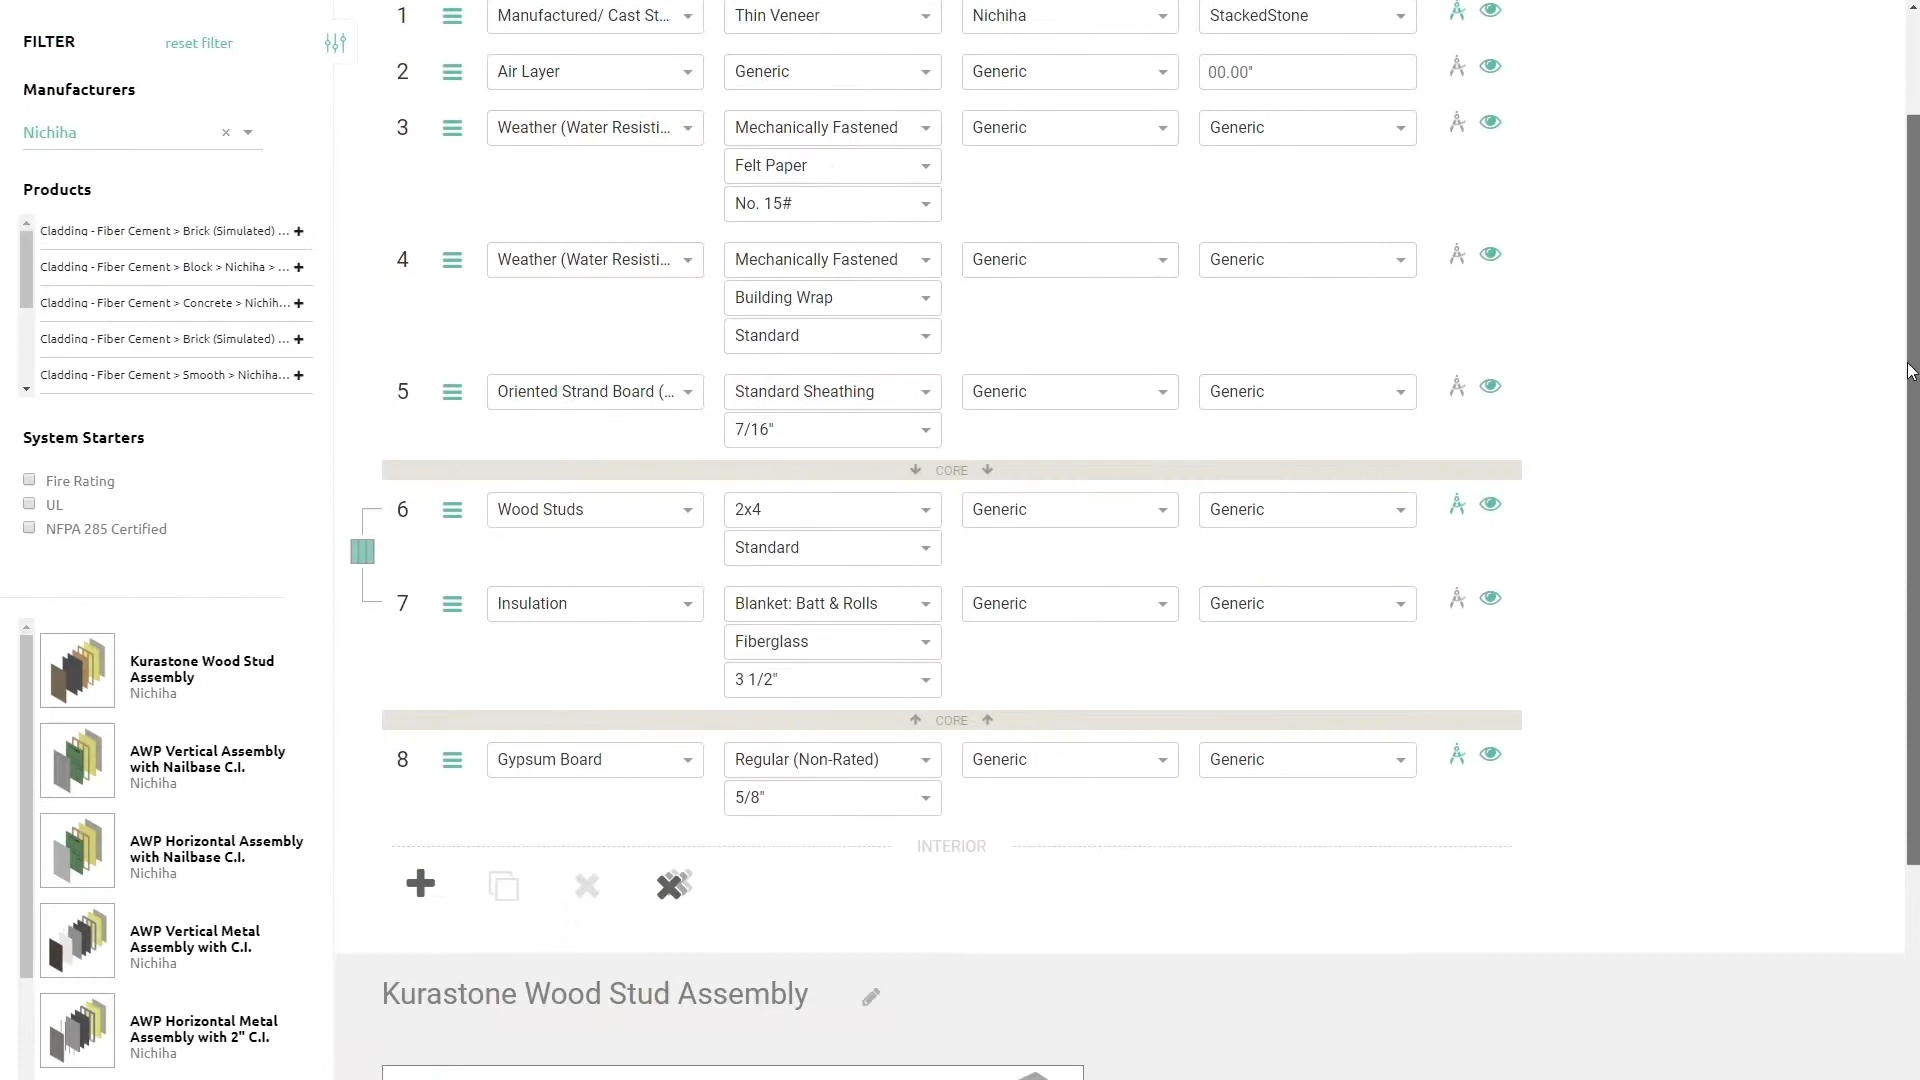 FILTER
reset filter
Manufacturers
Nichiha
Products
Cladding - Fiber Cement > Brick (Simulated) ...
Cladding - Fiber Cement > Block > Nichiha > ...
Cladding - Fiber Cement > Concrete > Nichih...
Cladding - Fiber Cement > Brick (Simulated) ...
Cladding - Fiber Cement > Smooth > Nichiha...
System Starters
Fire Rating
UL
NFPA 285 Certified
Kurastone Wood Stud
Assembly
Nichiha
AWP Vertical Assembly
with Nailbase C.I.
Nichiha
AWP Horizontal Assembly
with Nailbase C.I.
Nichiha
AWP Vertical Metal
Assembly with C.I.
Nichiha
AWP Horizontal Metal
Assembly with 2" C.I.
Nichiha
1 Manufactured/ Cast St... Thin Veneer Nichiha StackedStone
2 Air Layer Generic Generic 00.00"
3 Weather (Water Resisti... Mechanically Fastened Generic Generic
Felt Paper
No. 15#
4 Weather (Water Resisti... Mechanically Fastened Generic Generic
Building Wrap
Standard
5 Oriented Strand Board (... Standard Sheathing Generic Generic
7/16"
CORE
6 Wood Studs 2x4 Generic Generic
Standard
7 Insulation Blanket: Batt & Rolls Generic Generic
Fiberglass
3 1/2"
CORE
8 Gypsum Board Regular (Non-Rated) Generic Generic
5/8"
INTERIOR
Kurastone Wood Stud Assembly